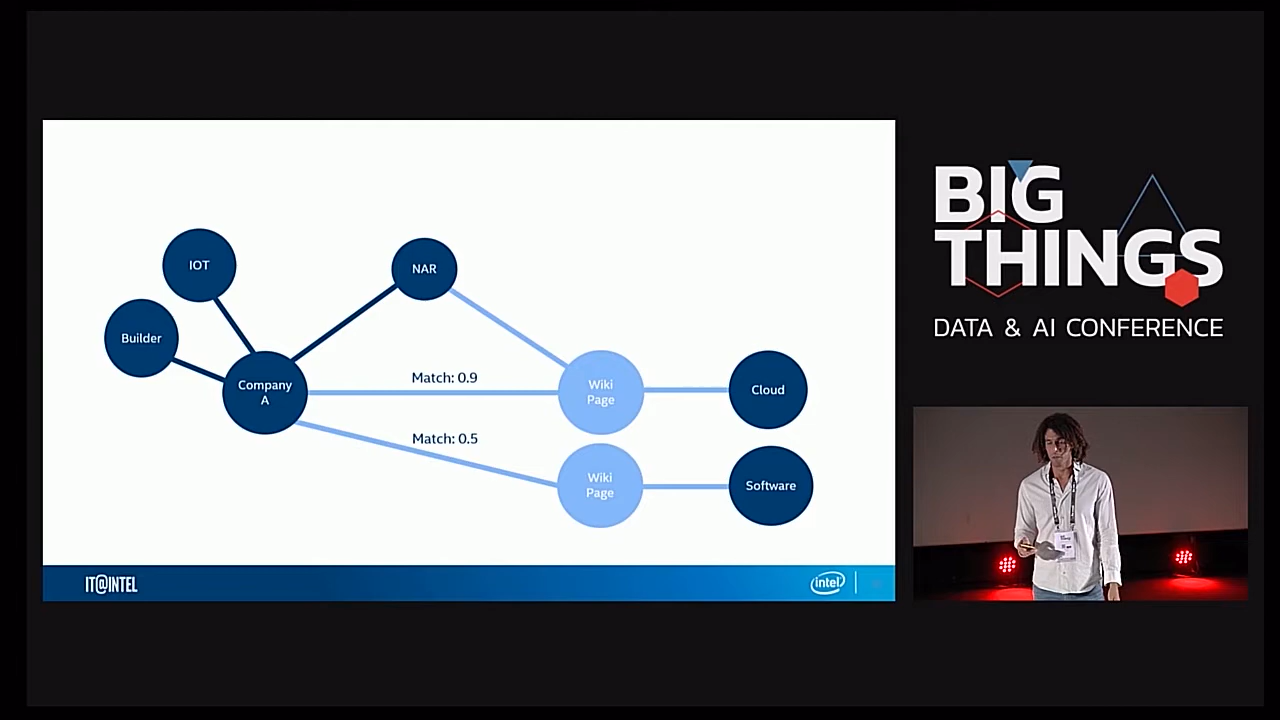 IOT
NAR
Builder
Company
A
Match: 0.9
Wiki
Page
Cloud
Match: 0.5
Wiki
Page
Software
IT@INTEL
intel
BIG
THINGS
DATA & AI CONFERENCE